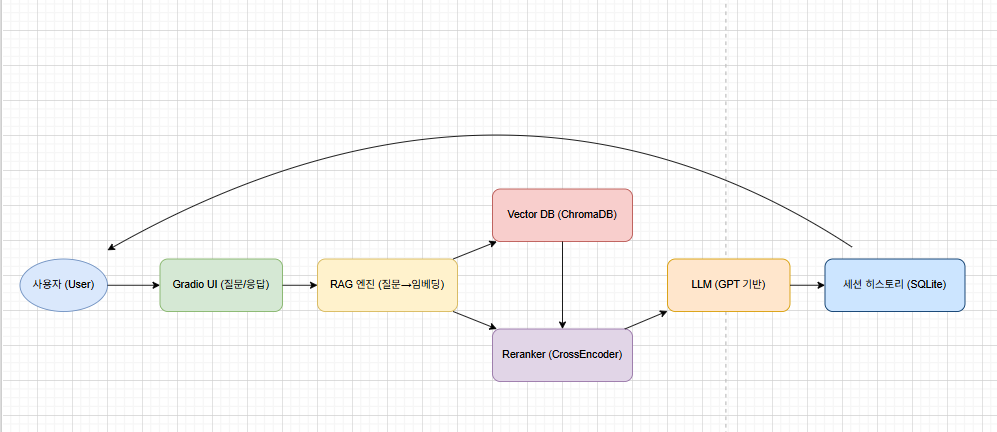 Vector DB (ChromaDB)
사용자 (User)
Gradio UI (질문/응답)
RAG 엔진 (질문→임베딩)
LLM (GPT 기반)
세션 히스토리 (SQLite)
Reranker (CrossEncoder)